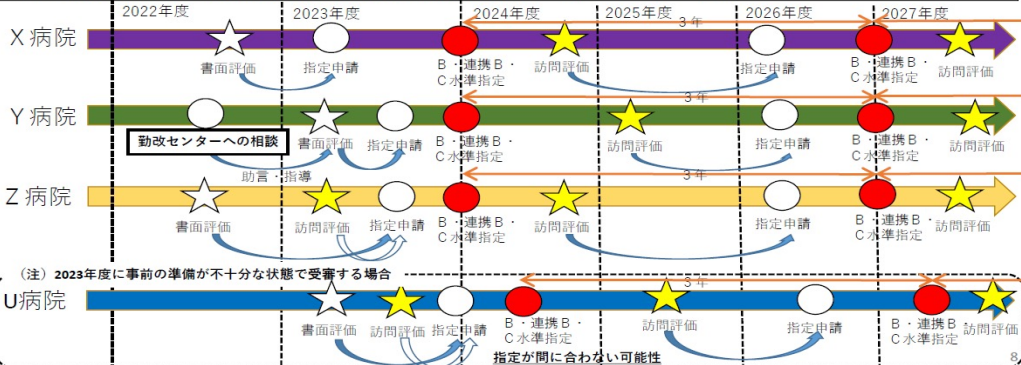 2022年度 2023年度 2024年度 2025年度 2026年度 2027年度
3年
X病院
書面評価 指定申請 B・連携B・ 訪問評価 指定申請 B・連携B・ 訪問評価
C水準指定 C水準指定
3年
Y病院
勤改センターへの相談 書面評価 指定申請 B・連携B・ 訪問評価 指定申請 B・連携B・ 訪問評価
C水準指定 C水準指定
助言・指導
3年
Z病院
書面評価 訪問評価 指定申請 B・連携B・ 訪問評価 指定申請 B・連携B・ 訪問評価
C水準指定 C水準指定
（注）2023年度に事前の準備が不十分な状態で受審する場合
3年
U病院
書面評価 訪問評価 指定申請 B・連携B・ 訪問評価 指定申請 B・連携B・ 訪問評価
C水準指定 C水準指定
指定が間に合わない可能性
8